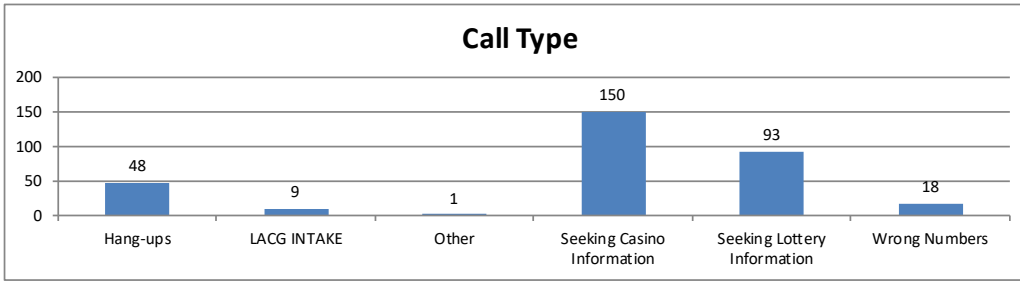 Call Type
200
150
100
50
0
48
9
1
150
93
18
Hang-ups
LACG INTAKE
Other
Seeking Casino
Information
Seeking Lottery
Information
Wrong Numbers